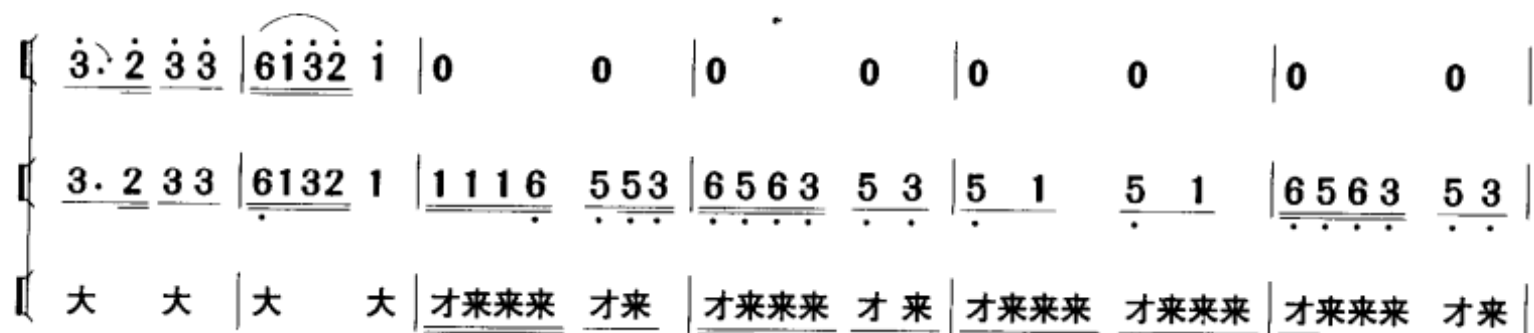 3̇. 2̇ 3̇ 3̇ | 6 1̇ 3̇ 2̇ 1̇ | 0 0 | 0 0 | 0 0 | 0 0 |
3. 2 3 3 | 6̣ 1 3 2 1 | 1 1 1 6̣ 5̣ 5̣ 3̣ | 6̣ 5̣ 6̣ 3̣ 5̣ 3̣ | 5̣ 1 5̣ 1 | 6̣ 5̣ 6̣ 3̣ 5̣ 3̣ |
大 大 | 大 大 | 才来来来 才来 | 才来来来 才 来 | 才来来来 才来来来 | 才来来来 才来 |